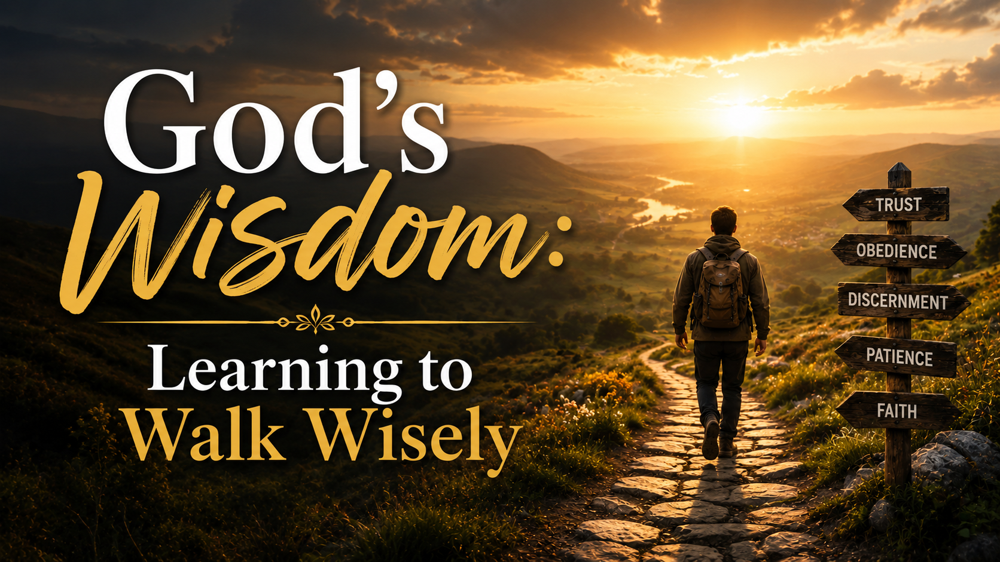 God's
Wisdom:
Learning to
Walk Wisely
TRUST
OBEDIENCE
DISCERNMENT
PATIENCE
FAITH